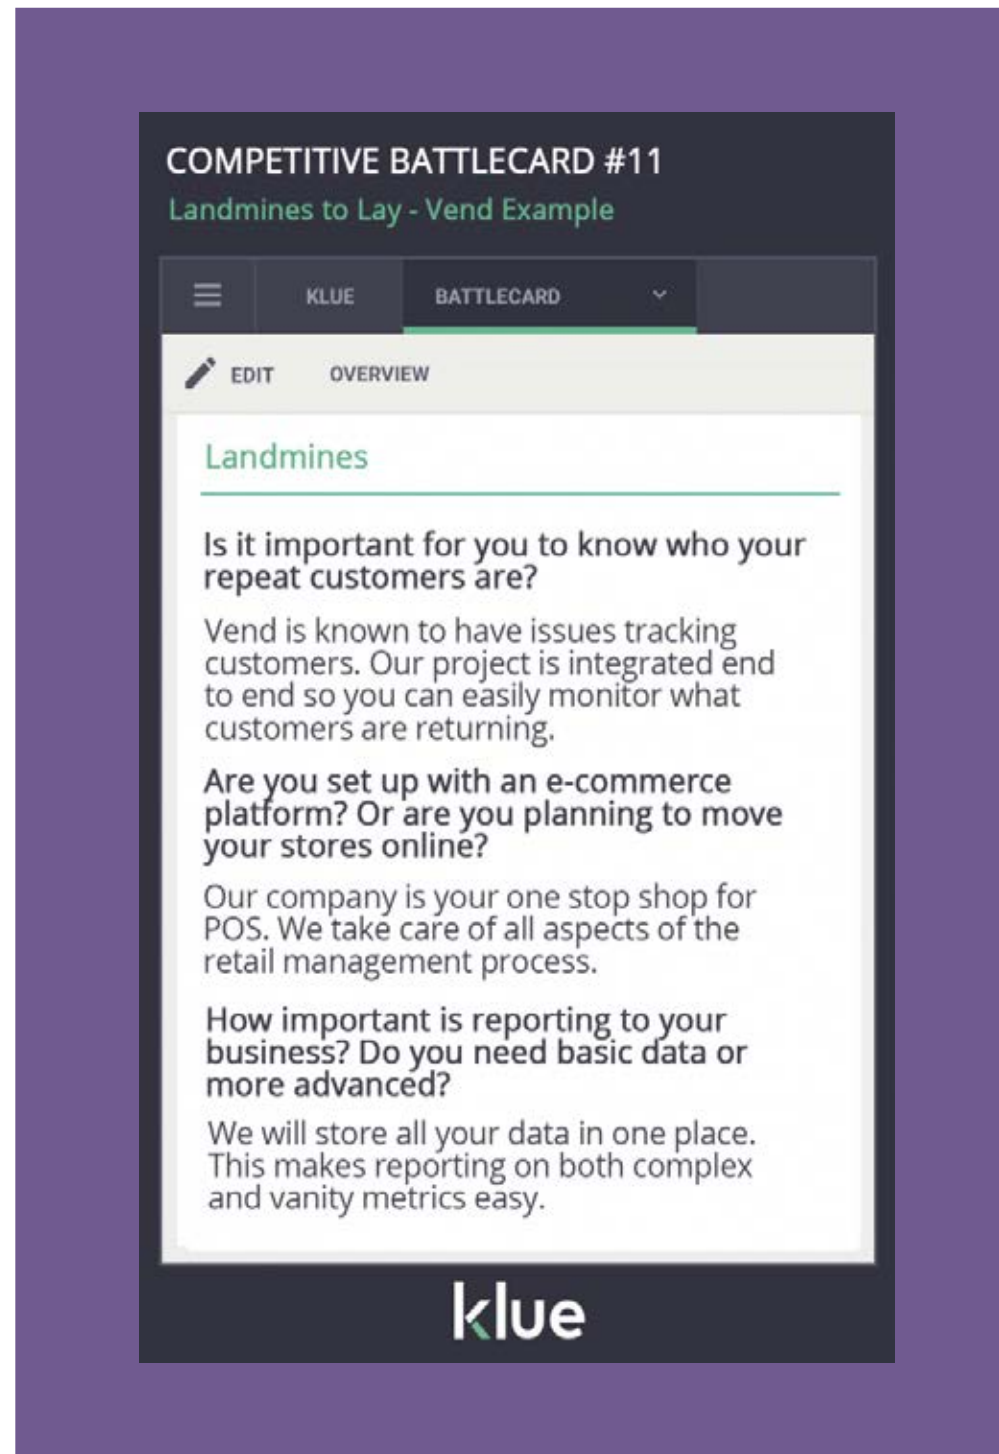 COMPETITIVE BATTLECARD #11
Landmines to Lay - Vend Example
KLUE BATTLECARD
EDIT OVERVIEW
Landmines
Is it important for you to know who your
repeat customers are?
Vend is known to have issues tracking
customers. Our project is integrated end
to end so you can easily monitor what
customers are returning.
Are you set up with an e-commerce
platform? Or are you planning to move
your stores online?
Our company is your one stop shop for
POS. We take care of all aspects of the
retail management process.
How important is reporting to your
business? Do you need basic data or
more advanced?
We will store all your data in one place.
This makes reporting on both complex
and vanity metrics easy.
klue